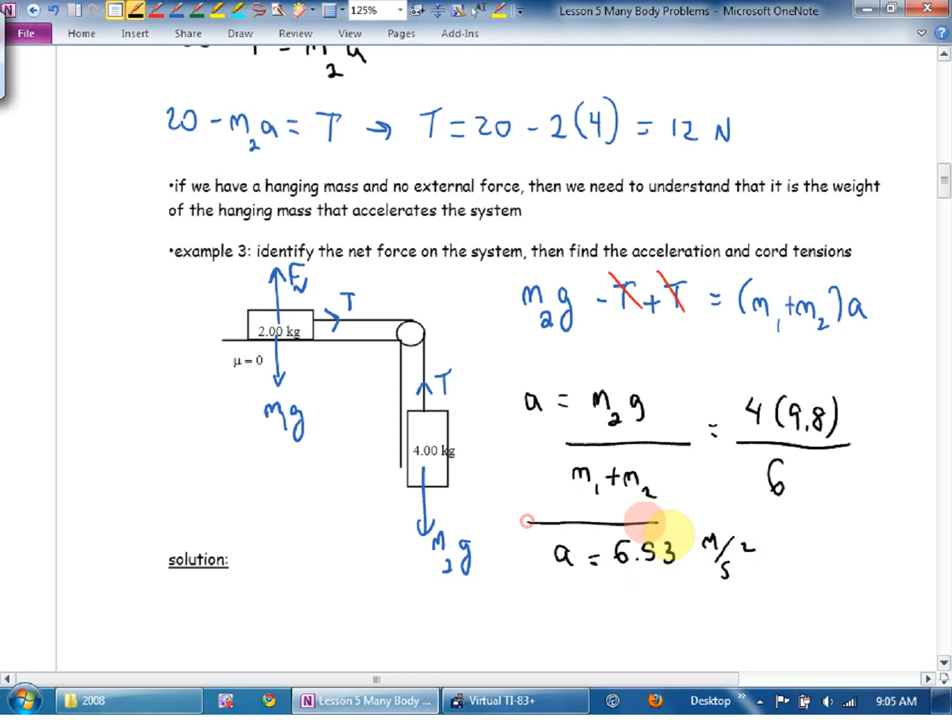 Lesson 5 Many Body Problems - Microsoft OneNote
125%
File Home Insert Share Draw Review View Pages Add-Ins
2
20 - m₂a = T → T = 20 - 2(4) = 12 N
•if we have a hanging mass and no external force, then we need to understand that it is the weight
of the hanging mass that accelerates the system
•example 3: identify the net force on the system, then find the acceleration and cord tensions
F_N
T
m₂g - T + T = (m₁ + m₂)a
2.00 kg
μ = 0
T
m₁g
a = m₂g / (m₁ + m₂) = 4(9.8) / 6
4.00 kg
m₂g
a = 6.53 m/s²
solution:
2008 Lesson 5 Many Body ... Virtual TI-83+ Desktop 9:05 AM